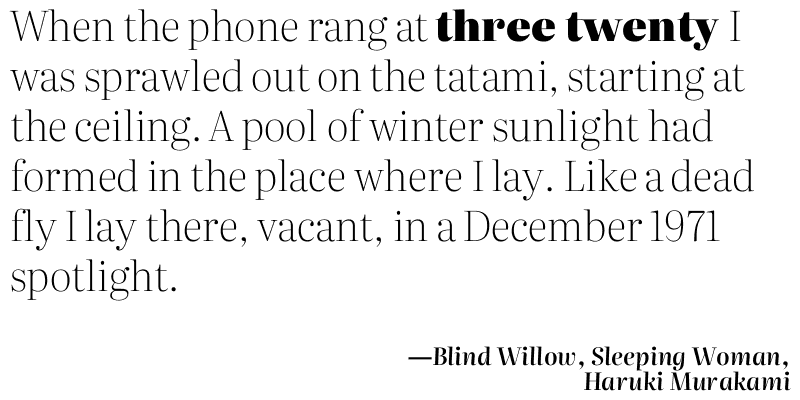 When the phone rang at three twenty I
was sprawled out on the tatami, starting at
the ceiling. A pool of winter sunlight had
formed in the place where I lay. Like a dead
fly I lay there, vacant, in a December 1971
spotlight.
—Blind Willow, Sleeping Woman,
Haruki Murakami